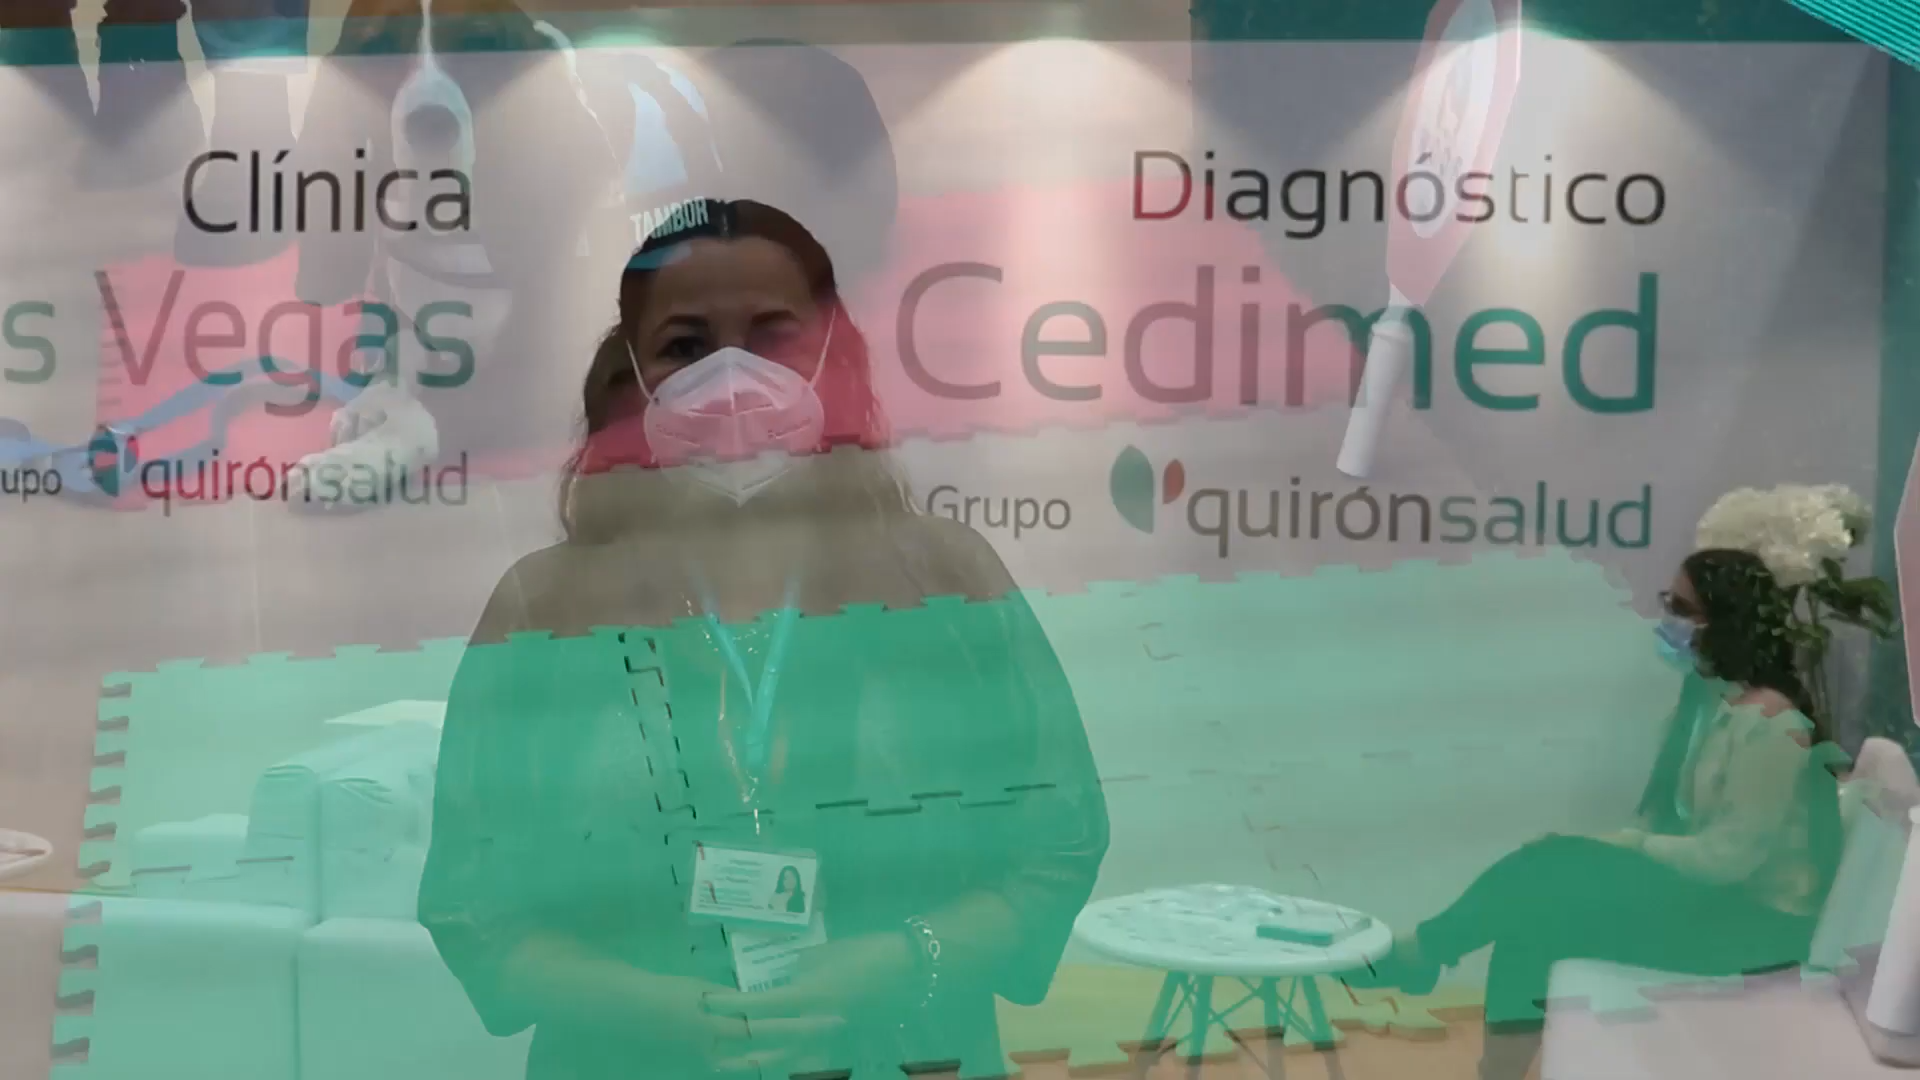 Clínica
s Vegas
upo quirónsalud
TAMBOR
Diagnóstico
Cedimed
Grupo quirónsalud